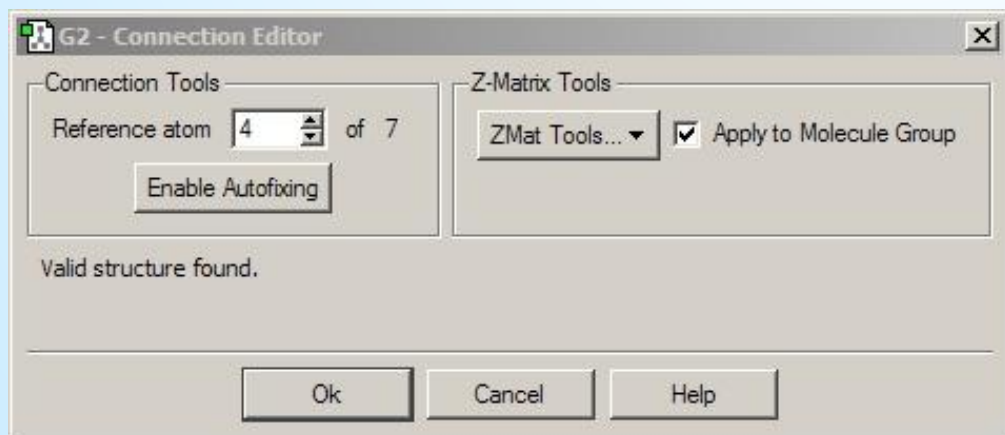 G2 - Connection Editor
Connection Tools
Reference atom 4 of 7
Enable Autofixing
Z-Matrix Tools
ZMat Tools... Apply to Molecule Group
Valid structure found.
Ok Cancel Help